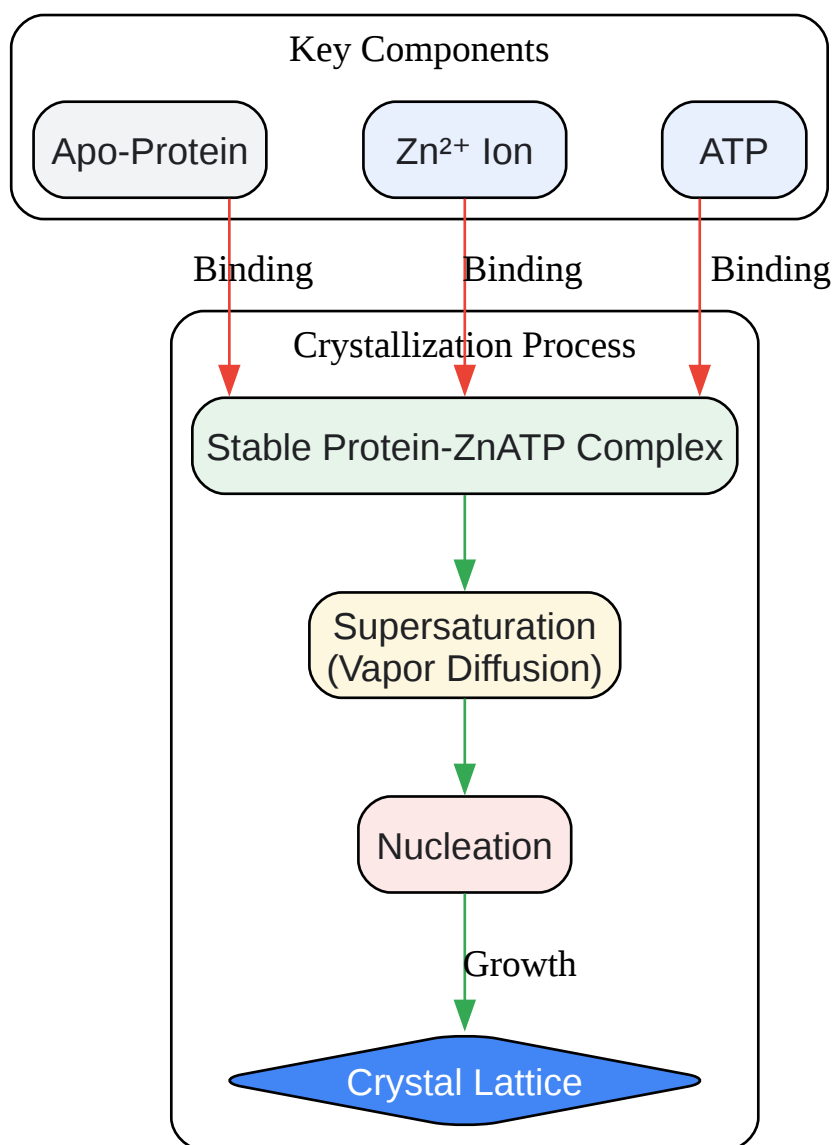 Key Components
Apo-Protein
Zn²⁺ Ion
ATP
Binding
Binding
Binding
Crystallization Process
Stable Protein-ZnATP Complex
Supersaturation
(Vapor Diffusion)
Nucleation
Growth
Crystal Lattice